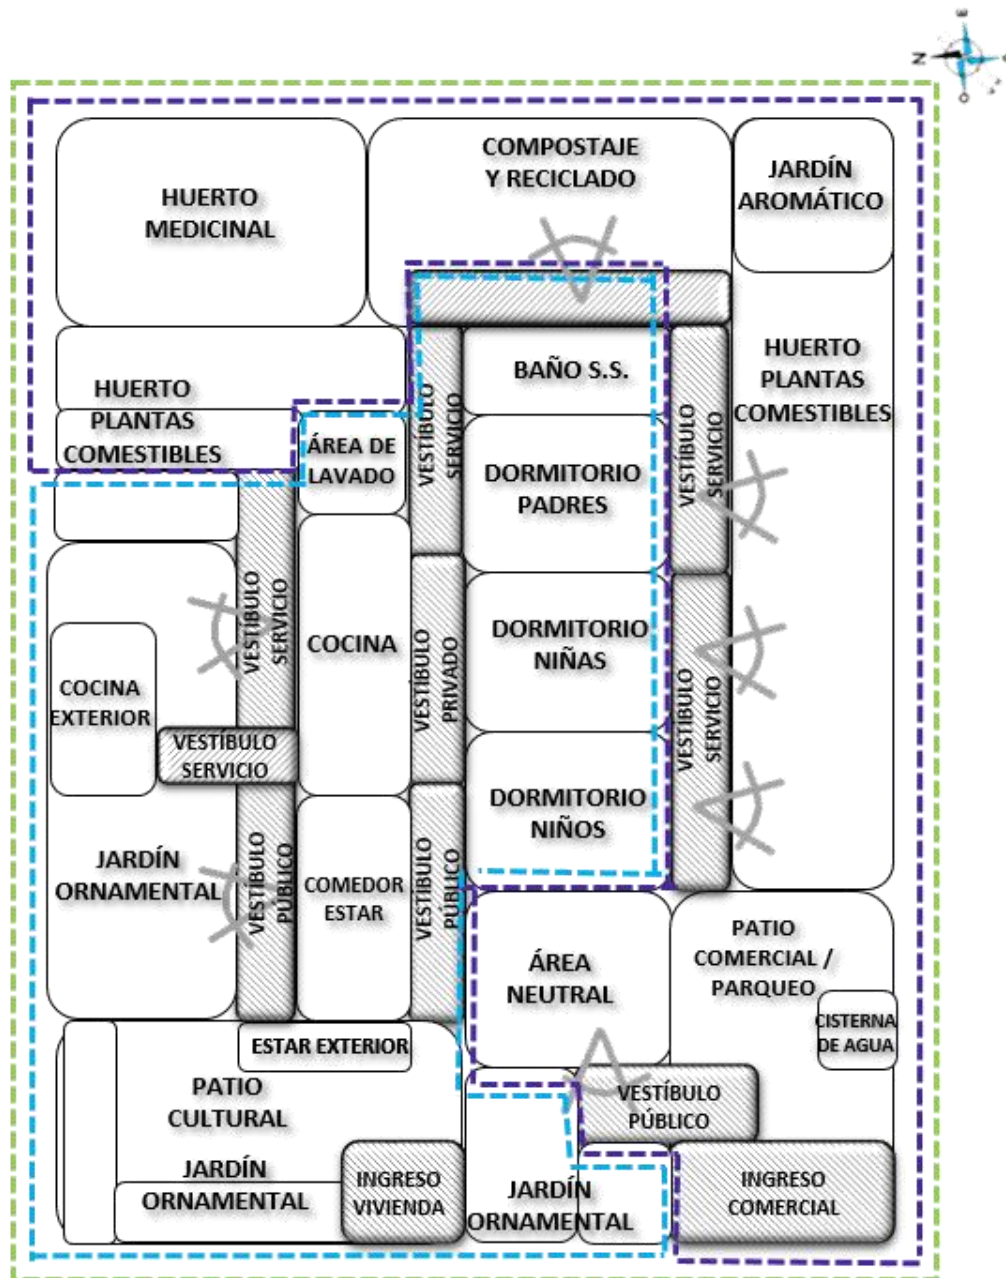 E
N
S
O
COMPOSTAJE
Y RECICLADO
HUERTO
MEDICINAL
JARDÍN
AROMÁTICO
HUERTO
PLANTAS
COMESTIBLES
BAÑO S.S.
HUERTO
PLANTAS
COMESTIBLES
ÁREA DE
LAVADO
VESTÍBULO
SERVICIO
DORMITORIO
PADRES
VESTÍBULO
SERVICIO
VESTÍBULO
SERVICIO
COCINA
VESTÍBULO
PRIVADO
DORMITORIO
NIÑAS
VESTÍBULO
SERVICIO
COCINA
EXTERIOR
VESTÍBULO
SERVICIO
DORMITORIO
NIÑOS
JARDÍN
ORNAMENTAL
VESTÍBULO
PÚBLICO
COMEDOR
ESTAR
VESTÍBULO
PÚBLICO
ÁREA
NEUTRAL
PATIO
COMERCIAL /
PARQUEO
CISTERNA
DE AGUA
ESTAR EXTERIOR
PATIO
CULTURAL
VESTÍBULO
PÚBLICO
JARDÍN
ORNAMENTAL
INGRESO
VIVIENDA
JARDÍN
ORNAMENTAL
INGRESO
COMERCIAL